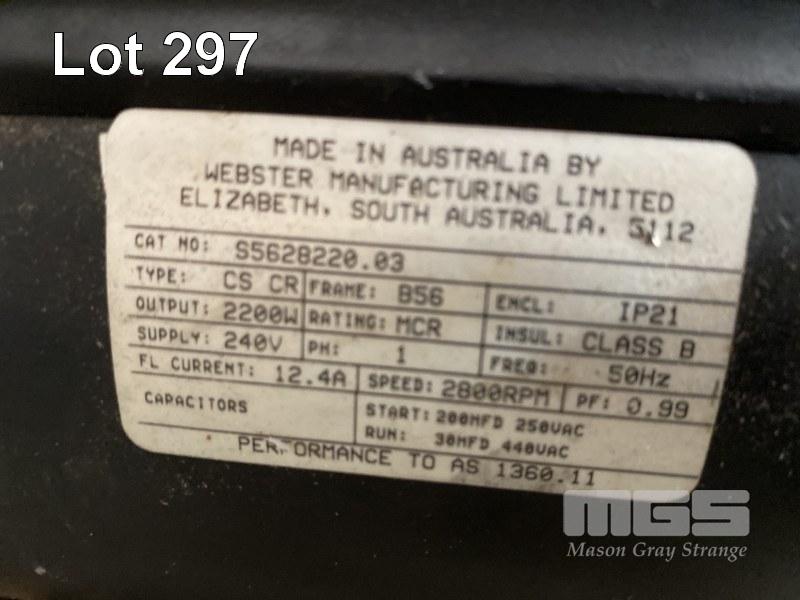 Lot 297
MADE IN AUSTRALIA BY
WEBSTER MANUFACTURING LIMITED
ELIZABETH, SOUTH AUSTRALIA, 5112
CAT NO: S5628220.03
TYPE: CS CR FRAME: B56 ENCL: IP21
OUTPUT: 2200W RATING: MCR INSUL: CLASS B
SUPPLY: 240V PH: 1 FREQ: 50Hz
FL CURRENT: 12.4A SPEED: 2800RPM PF: 0.99
CAPACITORS START: 200MFD 250VAC
RUN: 30MFD 440VAC
PERFORMANCE TO AS 1360.11
MGS
Mason Gray Strange